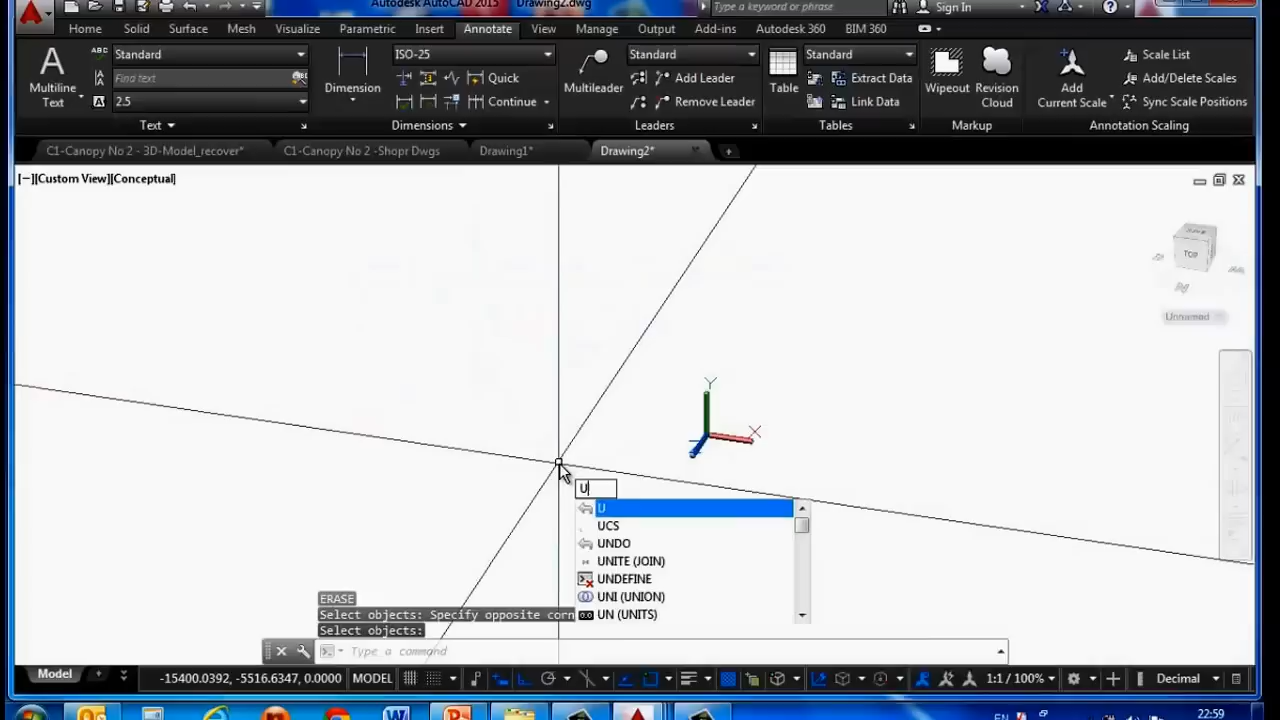 Autodesk AutoCAD 2015 Drawing2.dwg
Type a keyword or phrase
Sign In
Home Solid Surface Mesh Visualize Parametric Insert Annotate View Manage Output Add-ins Autodesk 360 BIM 360
Standard ISO-25 Standard Standard Scale List
Find text Quick Add Leader Extract Data Add/Delete Scales
Multiline Text Dimension Multileader Table Wipeout Revision Cloud Add Current Scale
2.5 Continue Remove Leader Link Data Sync Scale Positions
Text Dimensions Leaders Tables Markup Annotation Scaling
C1-Canopy No 2 - 3D-Model_recover* C1-Canopy No 2 -Shopr Dwgs Drawing1* Drawing2*
[−][Custom View][Conceptual]
TOP
Unnamed
Y
X
U
U
UCS
UNDO
UNITE (JOIN)
UNDEFINE
UNI (UNION)
UN (UNITS)
ERASE
Select objects: Specify opposite corn
Select objects:
Type a command
Model -15400.0392, -5516.6347, 0.0000 MODEL 1:1 / 100% Decimal
EN 22:59